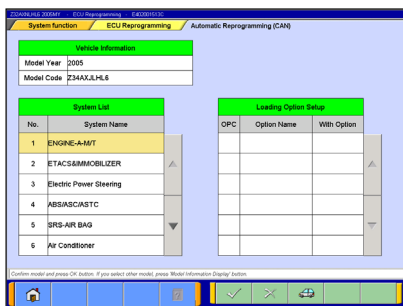 Z32AXNLHL6 2005MY : ECU Reprogramming : E4020015130
System function ECU Reprogramming Automatic Reprogramming (CAN)
Vehicle Information
Model Year 2005
Model Code Z34AXJLHL6
System List
No. System Name
1 ENGINE-A-M/T
2 ETACS&IMMOBILIZER
3 Electric Power Steering
4 ABS/ASC/ASTC
5 SRS-AIR BAG
6 Air Conditioner
Loading Option Setup
OPC Option Name With Option
Confirm model and press OK button. If you select other model, press 'Model Information Display' button.